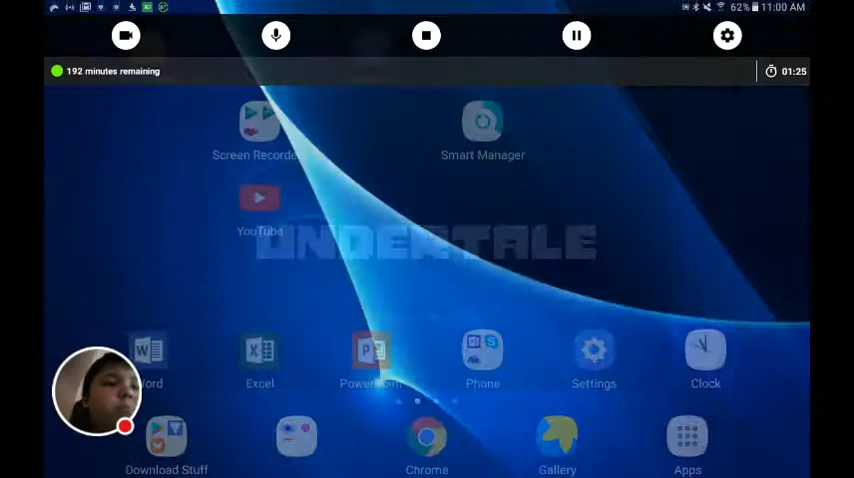 62% 11:00 AM
192 minutes remaining
01:25
Screen Recorde
Smart Manager
YouTube
UNDERTALE
Word
Excel
PowerPoint
Phone
Settings
Clock
Download Stuff
Chrome
Gallery
Apps